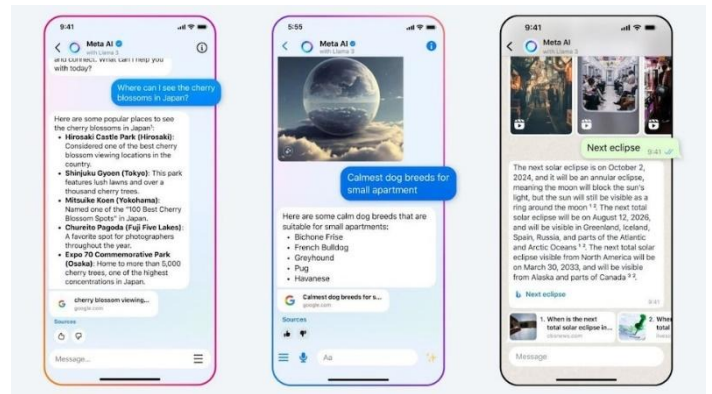 9:41
Meta AI
with Llama 3
and connect. What can I help you
with today?
Where can I see the cherry
blossoms in Japan?
Here are some popular places to see
the cherry blossoms in Japan¹:
• Hirosaki Castle Park (Hirosaki):
Considered one of the best cherry
blossom viewing locations in the
country.
• Shinjuku Gyoen (Tokyo): This park
features lush lawns and over a
thousand cherry trees.
• Mitsuike Koen (Yokohama):
Named one of the "100 Best Cherry
Blossom Spots" in Japan.
• Chureito Pagoda (Fuji Five Lakes):
A favorite spot for photographers
throughout the year.
• Expo 70 Commemorative Park
(Osaka): Home to more than 5,000
cherry trees, one of the highest
concentrations in Japan.
G cherry blossom viewing...
google.com
Sources
Message...
5:55
Meta AI
with Llama 3
Calmest dog breeds for
small apartment
Here are some calm dog breeds that are
suitable for small apartments:
• Bichone Frise
• French Bulldog
• Greyhound
• Pug
• Havanese
G Calmest dog breeds for s...
google.com
Sources
Aa
9:41
Meta AI
with Llama 3
Next eclipse
9:41
The next solar eclipse is on October 2,
2024, and it will be an annular eclipse,
meaning the moon will block the sun's
light, but the sun will still be visible as a
ring around the moon ¹ ². The next total
solar eclipse will be on August 12, 2026,
and will be visible in Greenland, Iceland,
Spain, Russia, and parts of the Atlantic
and Arctic Oceans ¹ ². The next total solar
eclipse visible from North America will be
on March 30, 2033, and will be visible
from Alaska and parts of Canada ³ ².
Next eclipse
9:41
1. When is the next
total solar eclipse in...
cbsnews.com
2. When
total
Message